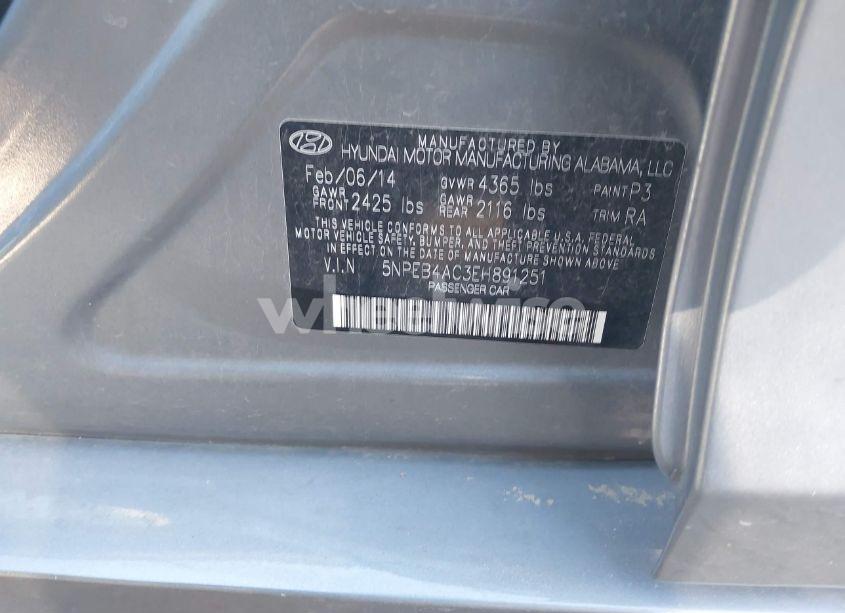 MANUFACTURED BY
HYUNDAI MOTOR MANUFACTURING ALABAMA, LLC
Feb/06/14 GVWR 4365 lbs PAINT P3
GAWR FRONT 2425 lbs GAWR REAR 2116 lbs TRIM RA
THIS VEHICLE CONFORMS TO ALL APPLICABLE U.S.A. FEDERAL
MOTOR VEHICLE SAFETY, BUMPER, AND THEFT PREVENTION STANDARDS
IN EFFECT ON THE DATE OF MANUFACTURE SHOWN ABOVE.
V.I.N 5NPEB4AC3EH891251
PASSENGER CAR
wheelwise